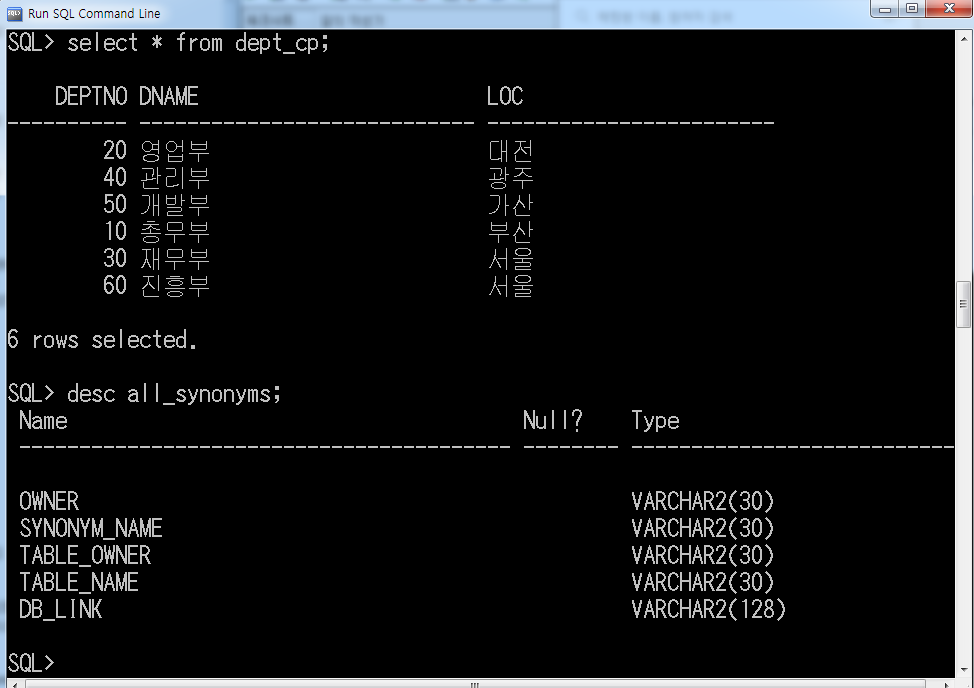 Run SQL Command Line
SQL> select * from dept_cp;
DEPTNO DNAME LOC
---------- ---------------------------- ------------------------
20 영업부 대전
40 관리부 광주
50 개발부 가산
10 총무부 부산
30 재무부 서울
60 진흥부 서울
6 rows selected.
SQL> desc all_synonyms;
Name Null? Type
----------------------------------------- -------- ---------------------------
OWNER VARCHAR2(30)
SYNONYM_NAME VARCHAR2(30)
TABLE_OWNER VARCHAR2(30)
TABLE_NAME VARCHAR2(30)
DB_LINK VARCHAR2(128)
SQL>